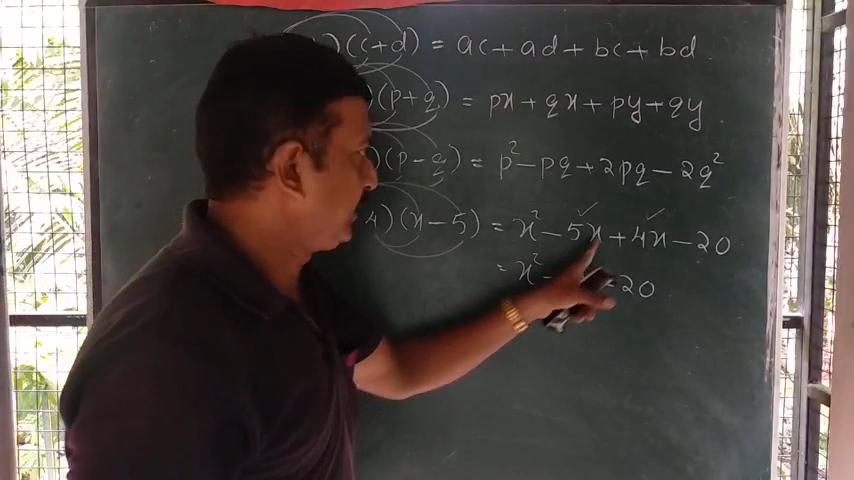 )(c+d) = ac + ad + bc + bd
)(p+q) = px + qx + py + qy
)(p-q) = p² - pq + 2pq - 2q²
4)(x-5) = x² - 5x + 4x - 20
= x² - 20